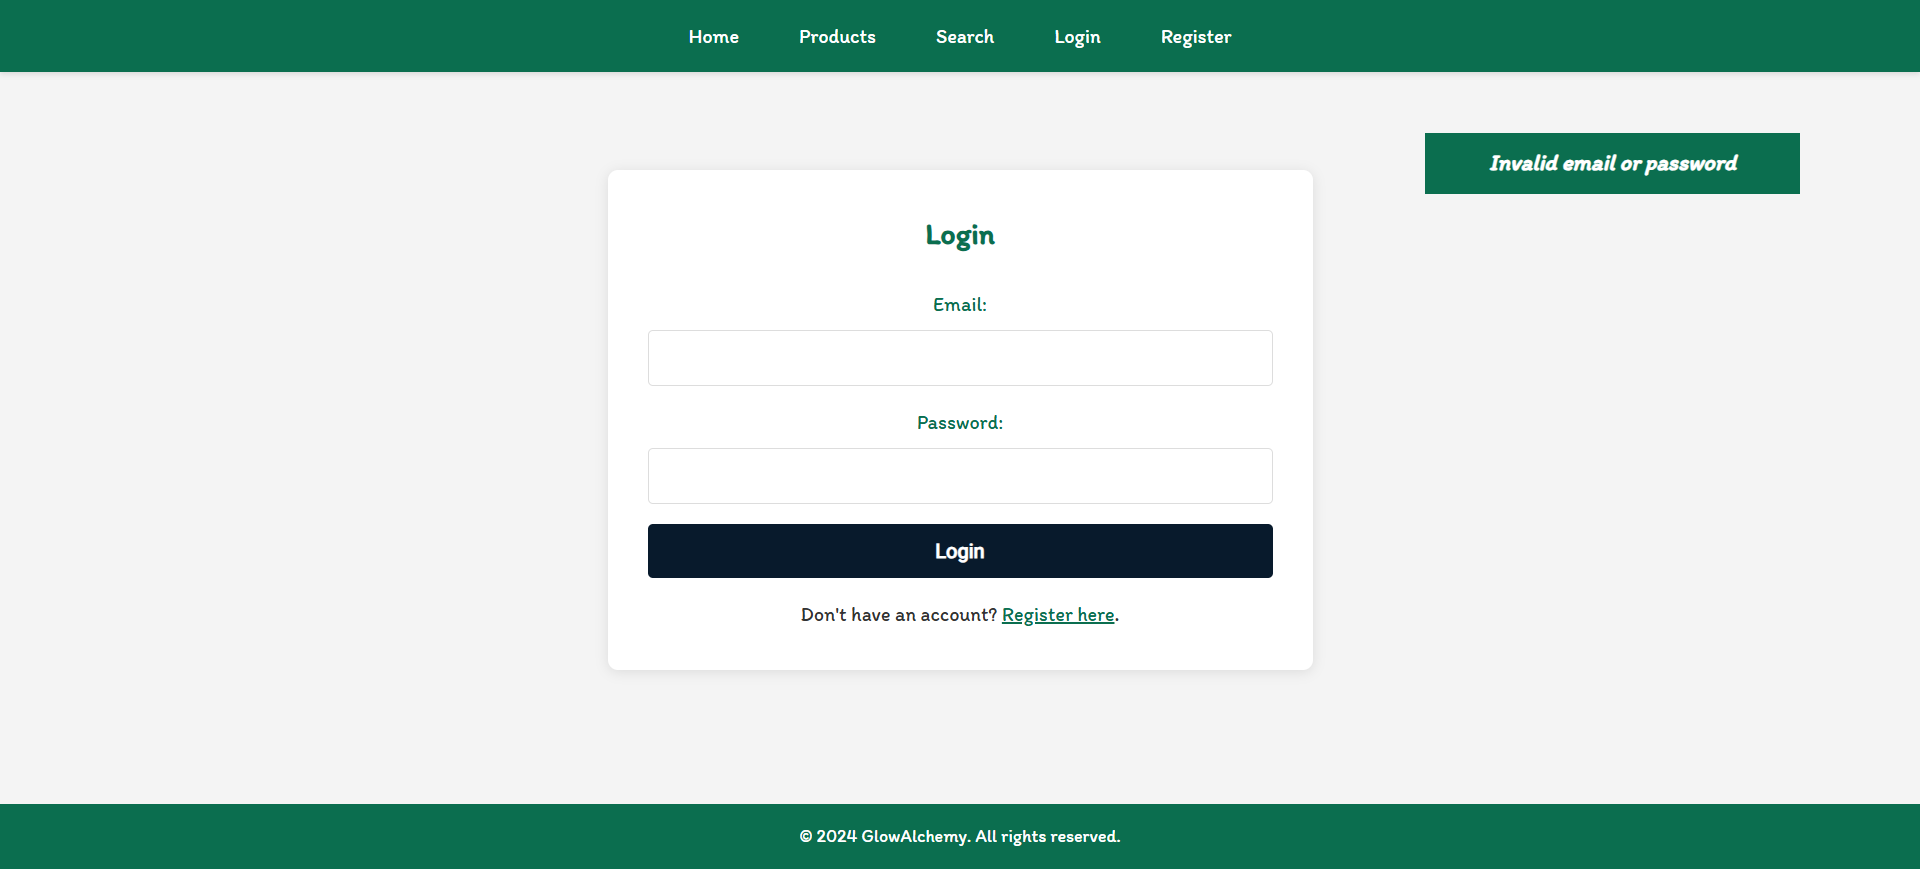 Home Products Search Login Register
Invalid email or password
Login
Email:
Password:
Login
Don't have an account? Register here.
© 2024 GlowAlchemy. All rights reserved.